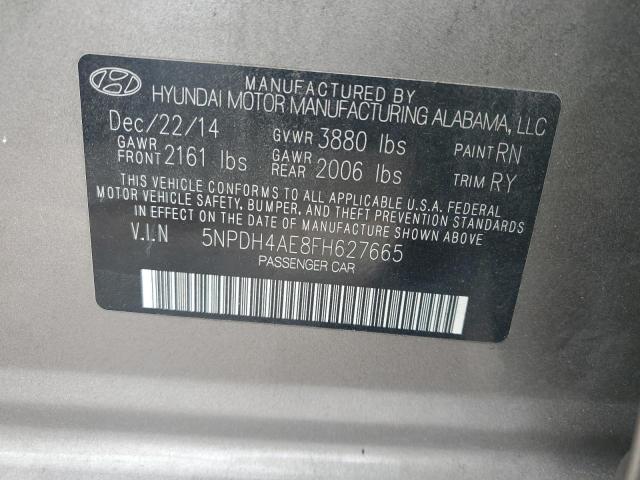 MANUFACTURED BY
HYUNDAI MOTOR MANUFACTURING ALABAMA, LLC
Dec/22/14 GVWR 3880 lbs PAINT RN
GAWR FRONT 2161 lbs GAWR REAR 2006 lbs TRIM RY
THIS VEHICLE CONFORMS TO ALL APPLICABLE U.S.A. FEDERAL
MOTOR VEHICLE SAFETY, BUMPER, AND THEFT PREVENTION STANDARDS
IN EFFECT ON THE DATE OF MANUFACTURE SHOWN ABOVE.
V.I.N 5NPDH4AE8FH627665
PASSENGER CAR